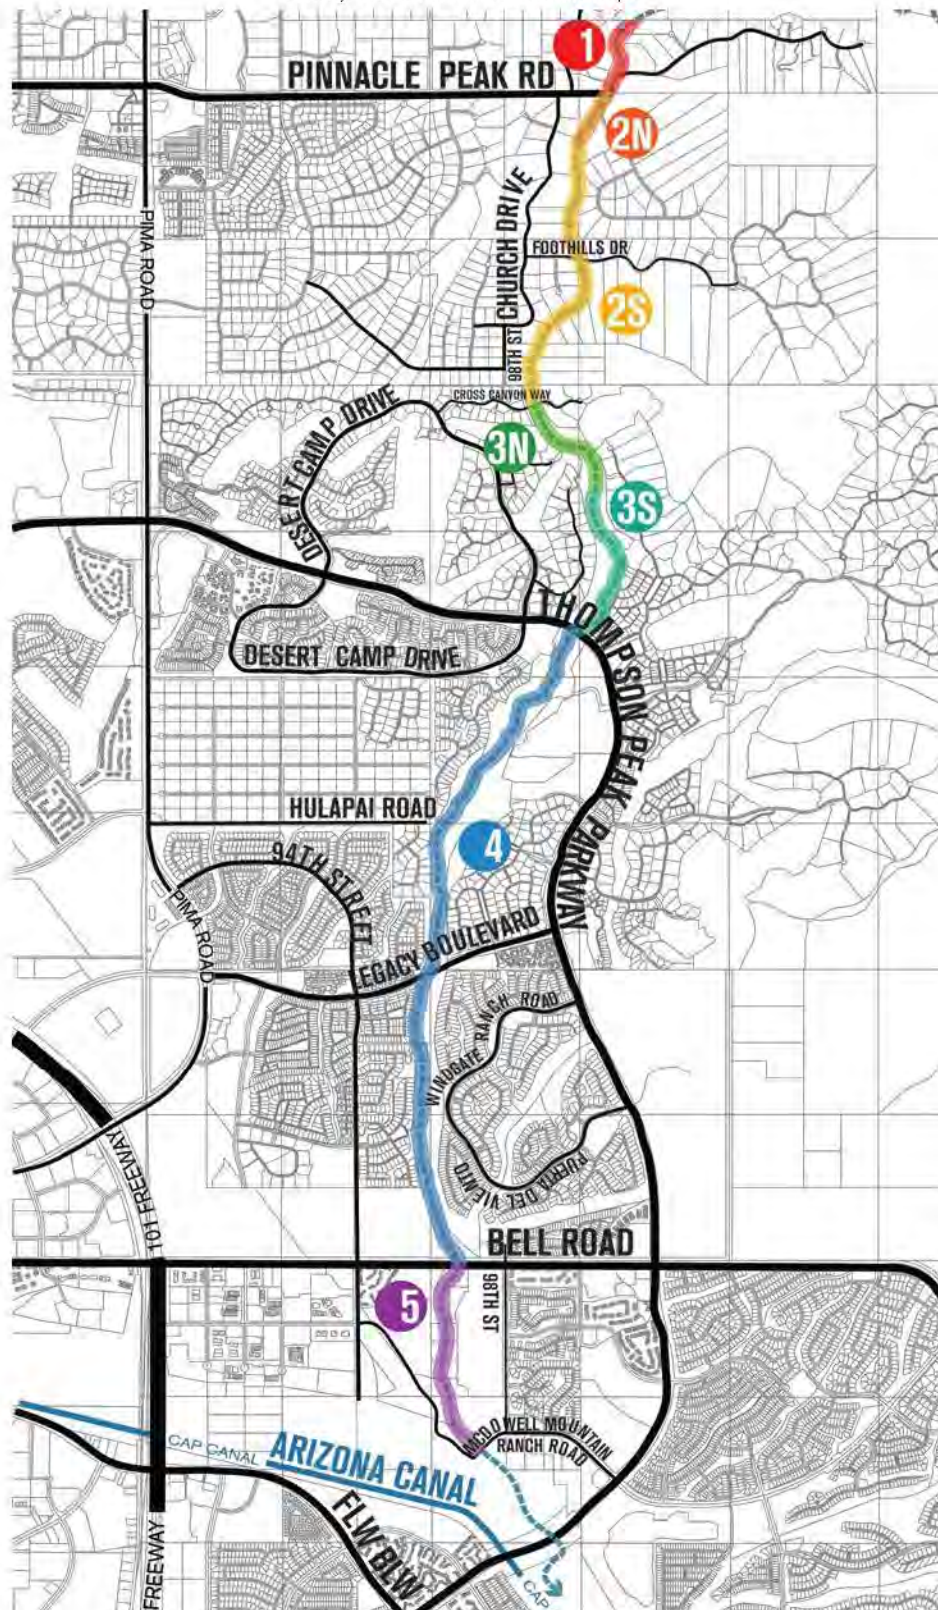 1
PINNACLE PEAK RD
2N
CHURCH DRIVE
PIMA ROAD
FOOTHILLS DR
2S
98TH ST
CROSS CANYON WAY
DESERT CAMP DRIVE
3N
3S
THOMPSON PEAK PARKWAY
DESERT CAMP DRIVE
HULAPAI ROAD
4
94TH STREET
PIMA ROAD
LEGACY BOULEVARD
WINDGATE RANCH ROAD
PUERTA DEL VIENTO
101 FREEWAY
BELL ROAD
5
98TH ST
MCDOWELL MOUNTAIN
RANCH ROAD
CAP CANAL
ARIZONA CANAL
FLW BLW
FREEWAY
CAP